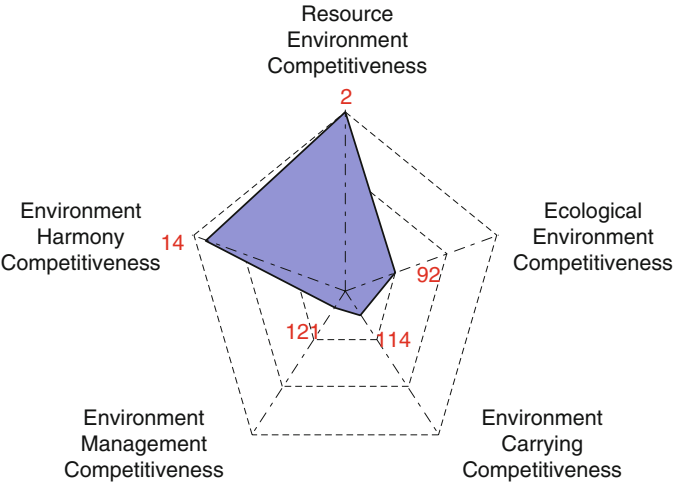 Resource
Environment
Competitiveness
2
Environment
Harmony
Competitiveness
14
Ecological
Environment
Competitiveness
92
121
114
Environment
Management
Competitiveness
Environment
Carrying
Competitiveness